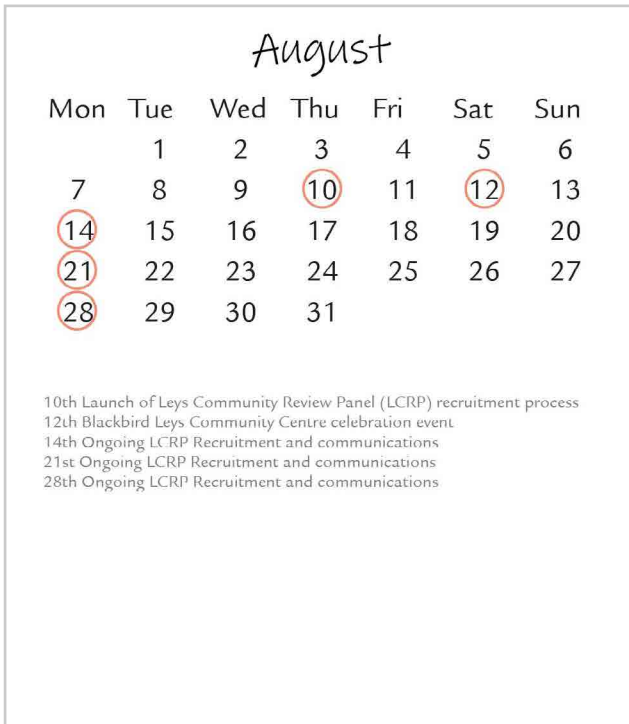 August
Mon Tue Wed Thu Fri Sat Sun
1 2 3 4 5 6
7 8 9 10 11 12 13
14 15 16 17 18 19 20
21 22 23 24 25 26 27
28 29 30 31
10th Launch of Leys Community Review Panel (LCRP) recruitment process
12th Blackbird Leys Community Centre celebration event
14th Ongoing LCRP Recruitment and communications
21st Ongoing LCRP Recruitment and communications
28th Ongoing LCRP Recruitment and communications